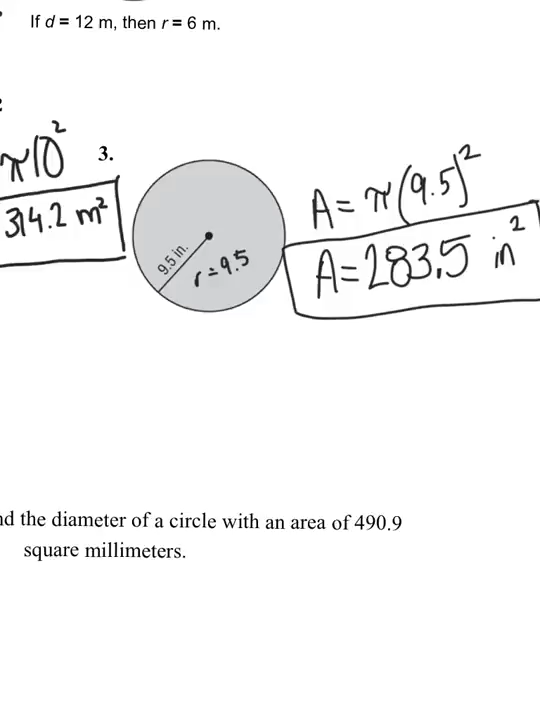 If d = 12 m, then r = 6 m.
π10²
314.2 m²
3.
9.5 in.
r=9.5
A=π(9.5)²
A=283.5 in²
the diameter of a circle with an area of 490.9
square millimeters.